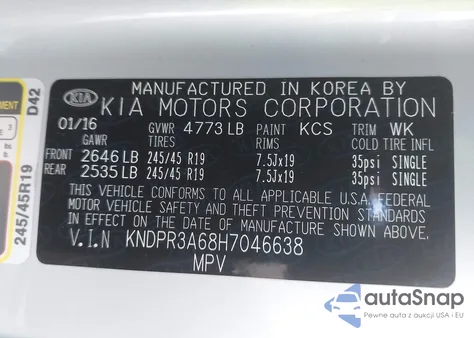 MANUFACTURED IN KOREA BY
KIA KIA MOTORS CORPORATION
01/16 GVWR 4773 LB PAINT KCS TRIM WK
GAWR TIRES RIMS COLD TIRE INFL
FRONT 2646 LB 245/45 R19 7.5Jx19 35psi SINGLE
REAR 2535 LB 245/45 R19 7.5Jx19 35psi SINGLE
THIS VEHICLE CONFORMS TO ALL APPLICABLE U.S.A. FEDERAL
MOTOR VEHICLE SAFETY AND THEFT PREVENTION STANDARDS
IN EFFECT ON THE DATE OF MANUFACTURE SHOWN ABOVE.
V.I.N KNDPR3A68H7046638
MPV
D42
245/45R19
autoSnap
Pewne auta z aukcji USA i EU